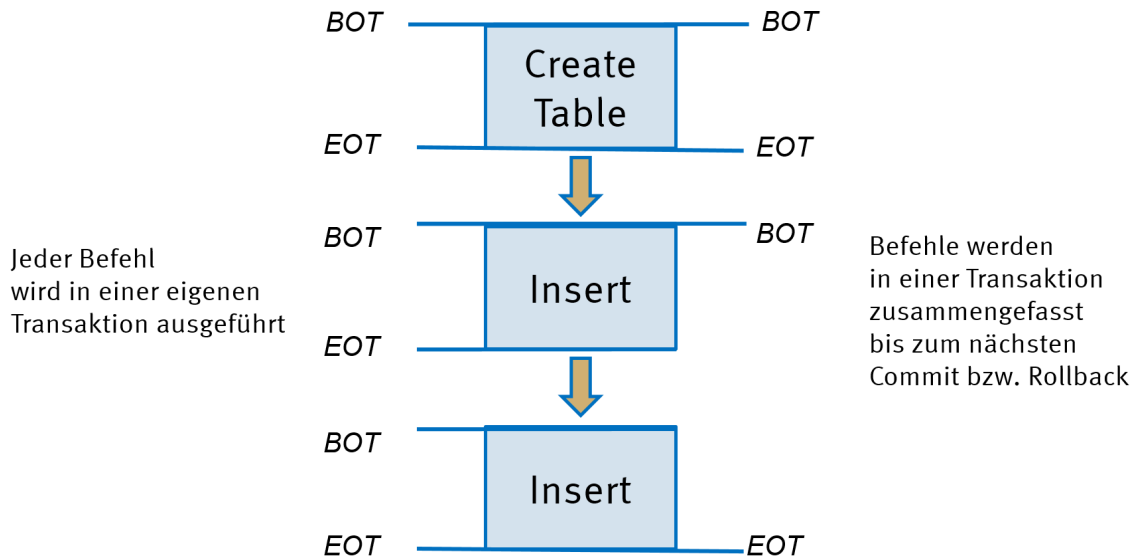 BOT
BOT
Create
Table
EOT
EOT
BOT
BOT
Jeder Befehl
wird in einer eigenen
Transaktion ausgeführt
Insert
Befehle werden
in einer Transaktion
zusammengefasst
bis zum nächsten
Commit bzw. Rollback
EOT
BOT
Insert
EOT
EOT